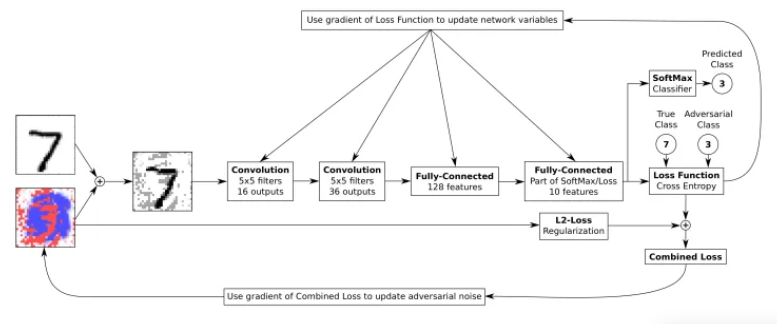 Use gradient of Loss Function to update network variables
Predicted
Class
SoftMax
Classifier
3
True
Class
Adversarial
Class
7
3
7
7
Convolution
5x5 filters
16 outputs
Convolution
5x5 filters
36 outputs
Fully-Connected
128 features
Fully-Connected
Part of SoftMax/Loss
10 features
Loss Function
Cross Entropy
L2-Loss
Regularization
+
+
Combined Loss
Use gradient of Combined Loss to update adversarial noise